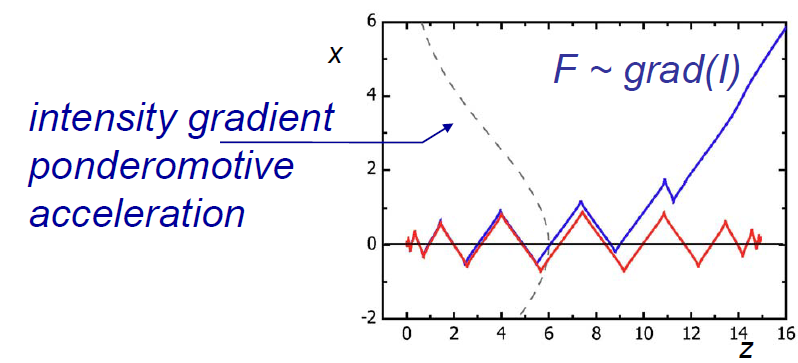 6
x
F ~ grad(I)
4
intensity gradient
ponderomotive
2
acceleration
0
-2
0 2 4 6 8 10 12 14 16
z